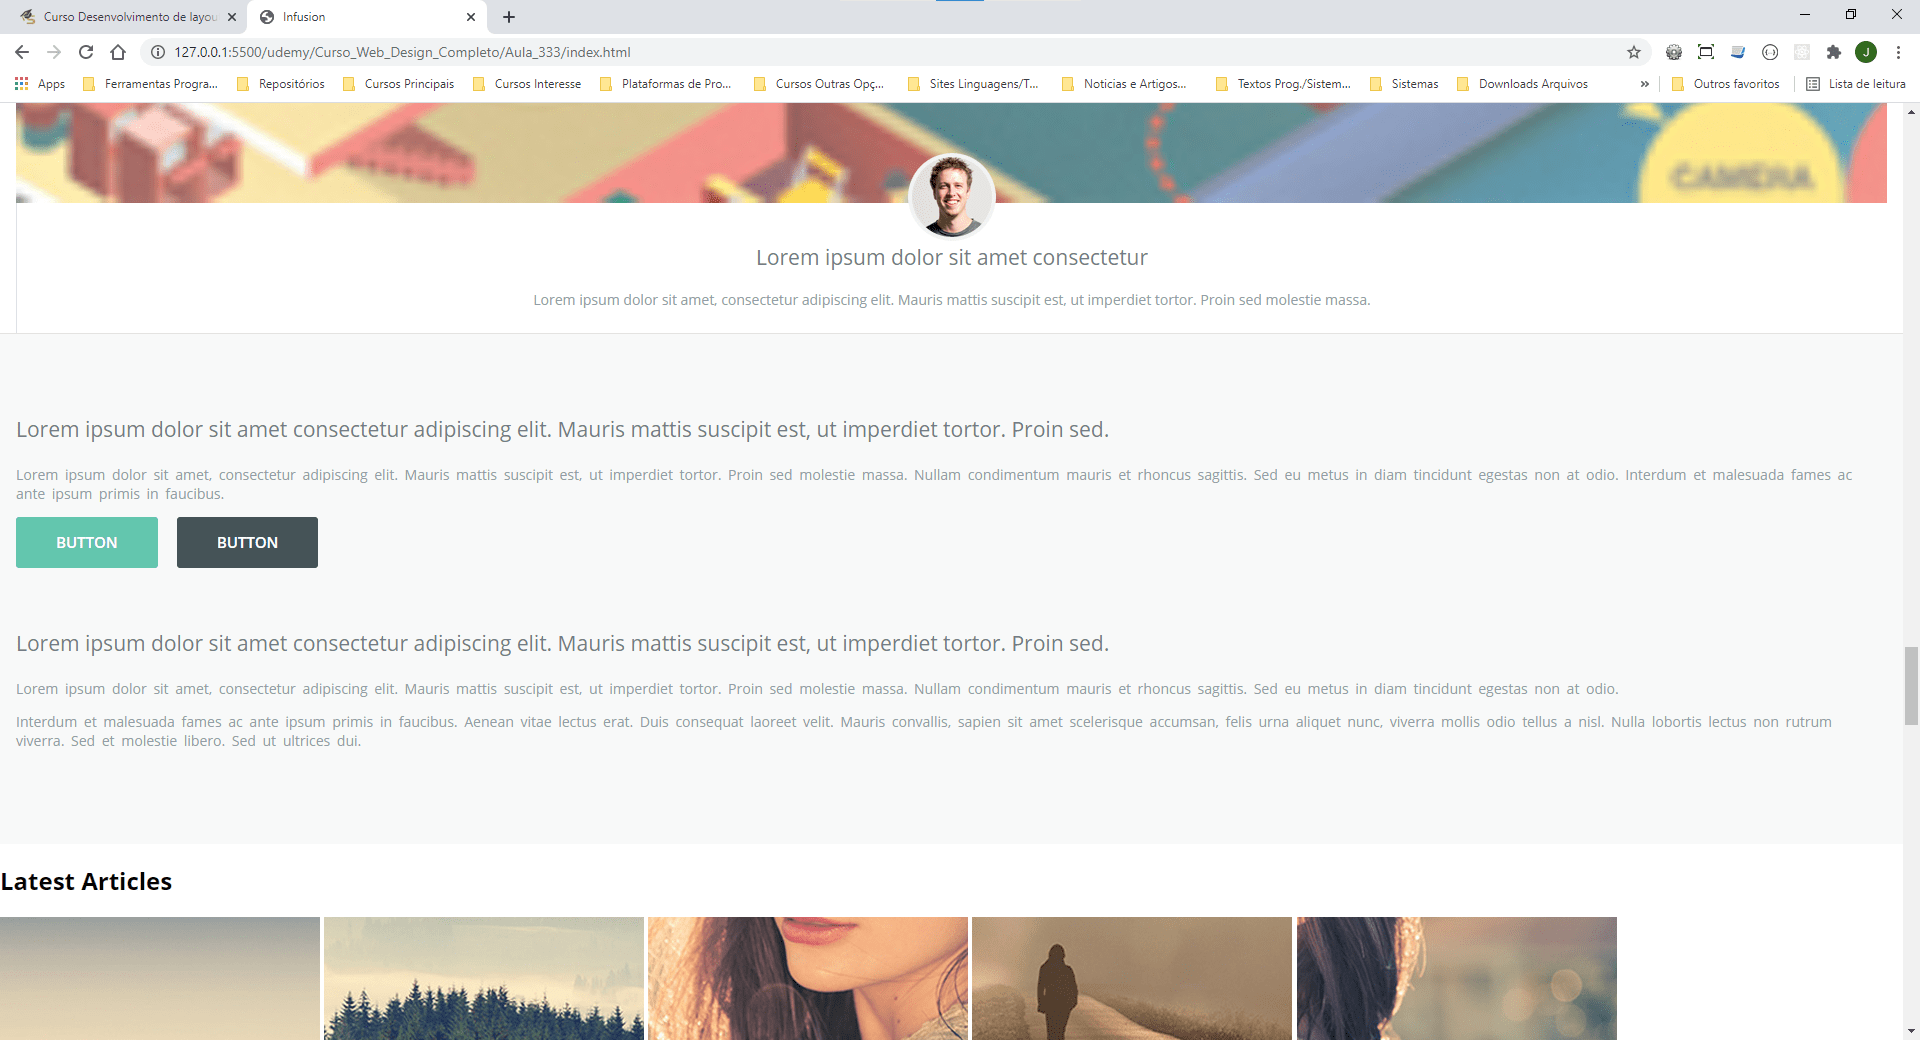 Curso Desenvolvimento de layou
Infusion
127.0.0.1:5500/udemy/Curso_Web_Design_Completo/Aula_333/index.html
J
Apps
Ferramentas Progra...
Repositórios
Cursos Principais
Cursos Interesse
Plataformas de Pro...
Cursos Outras Opç...
Sites Linguagens/T...
Noticias e Artigos...
Textos Prog./Sistem...
Sistemas
Downloads Arquivos
»
Outros favoritos
Lista de leitura
CAMERA
Lorem ipsum dolor sit amet consectetur
Lorem ipsum dolor sit amet, consectetur adipiscing elit. Mauris mattis suscipit est, ut imperdiet tortor. Proin sed molestie massa.
Lorem ipsum dolor sit amet consectetur adipiscing elit. Mauris mattis suscipit est, ut imperdiet tortor. Proin sed.
Lorem ipsum dolor sit amet, consectetur adipiscing elit. Mauris mattis suscipit est, ut imperdiet tortor. Proin sed molestie massa. Nullam condimentum mauris et rhoncus sagittis. Sed eu metus in diam tincidunt egestas non at odio. Interdum et malesuada fames ac
ante ipsum primis in faucibus.
BUTTON
BUTTON
Lorem ipsum dolor sit amet consectetur adipiscing elit. Mauris mattis suscipit est, ut imperdiet tortor. Proin sed.
Lorem ipsum dolor sit amet, consectetur adipiscing elit. Mauris mattis suscipit est, ut imperdiet tortor. Proin sed molestie massa. Nullam condimentum mauris et rhoncus sagittis. Sed eu metus in diam tincidunt egestas non at odio.
Interdum et malesuada fames ac ante ipsum primis in faucibus. Aenean vitae lectus erat. Duis consequat laoreet velit. Mauris convallis, sapien sit amet scelerisque accumsan, felis urna aliquet nunc, viverra mollis odio tellus a nisl. Nulla lobortis lectus non rutrum
viverra. Sed et molestie libero. Sed ut ultrices dui.
Latest Articles